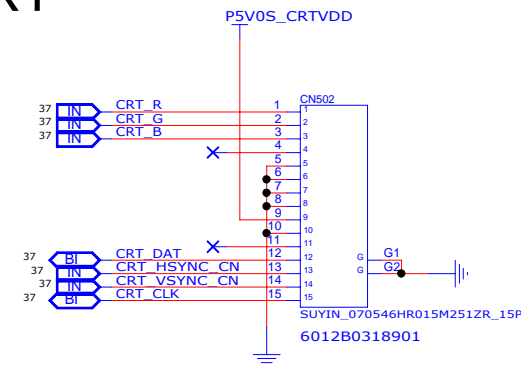 P5V0S_CRTVDD
CN502
37 IN CRT_R 1 1
37 IN CRT_G 2 2
37 IN CRT_B 3 3
4 4
5 5
6 6
7 7
8 8
9 9
10 10
11 11
37 BI CRT_DAT 12 12 G G1
37 IN CRT_HSYNC_CN 13 13 G G2
37 IN CRT_VSYNC_CN 14 14
37 BI CRT_CLK 15 15
SUYIN_070546HR015M251ZR_15P
6012B0318901